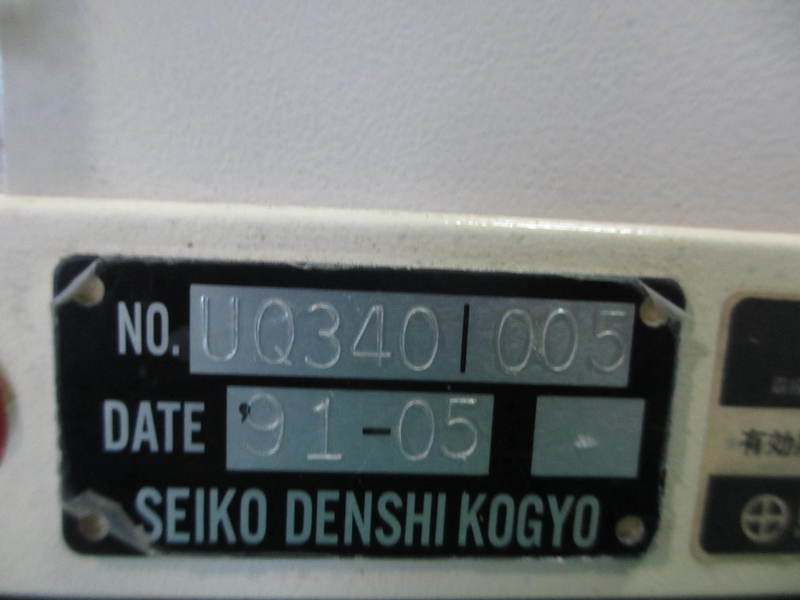 NO. UQ340|005
DATE '91-05
SEIKO DENSHI KOGYO
有効